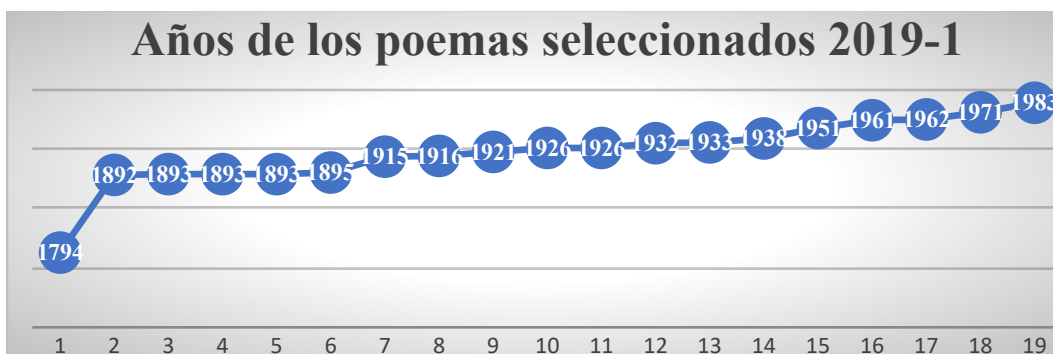 Años de los poemas seleccionados 2019-1
1794 1892 1893 1893 1893 1895 1915 1916 1921 1926 1926 1932 1933 1938 1951 1961 1962 1971 1983
1 2 3 4 5 6 7 8 9 10 11 12 13 14 15 16 17 18 19